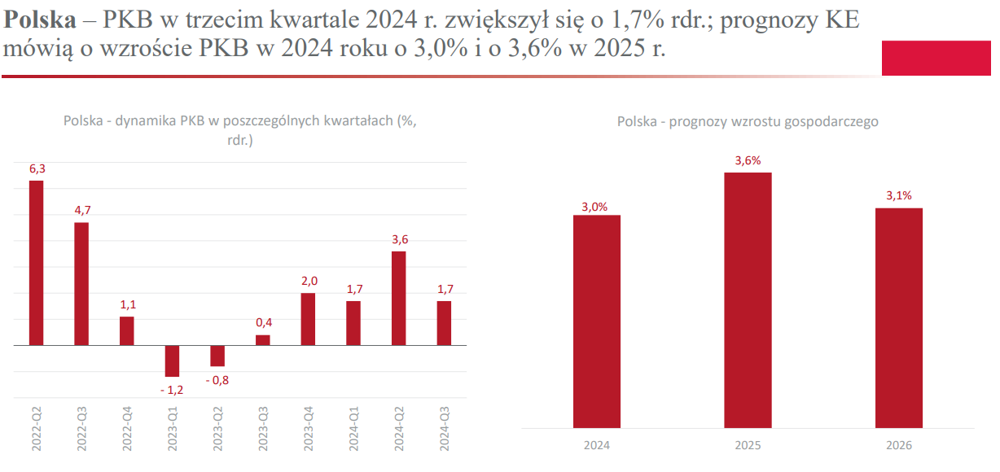 Polska – PKB w trzecim kwartale 2024 r. zwiększył się o 1,7% rdr.; prognozy KE
mówią o wzroście PKB w 2024 roku o 3,0% i o 3,6% w 2025 r.
Polska - dynamika PKB w poszczególnych kwartałach (%,
rdr.)
6,3
4,7
1,1
- 1,2
- 0,8
0,4
2,0
1,7
3,6
1,7
2022-Q2
2022-Q3
2022-Q4
2023-Q1
2023-Q2
2023-Q3
2023-Q4
2024-Q1
2024-Q2
2024-Q3
Polska - prognozy wzrostu gospodarczego
3,0%
3,6%
3,1%
2024
2025
2026